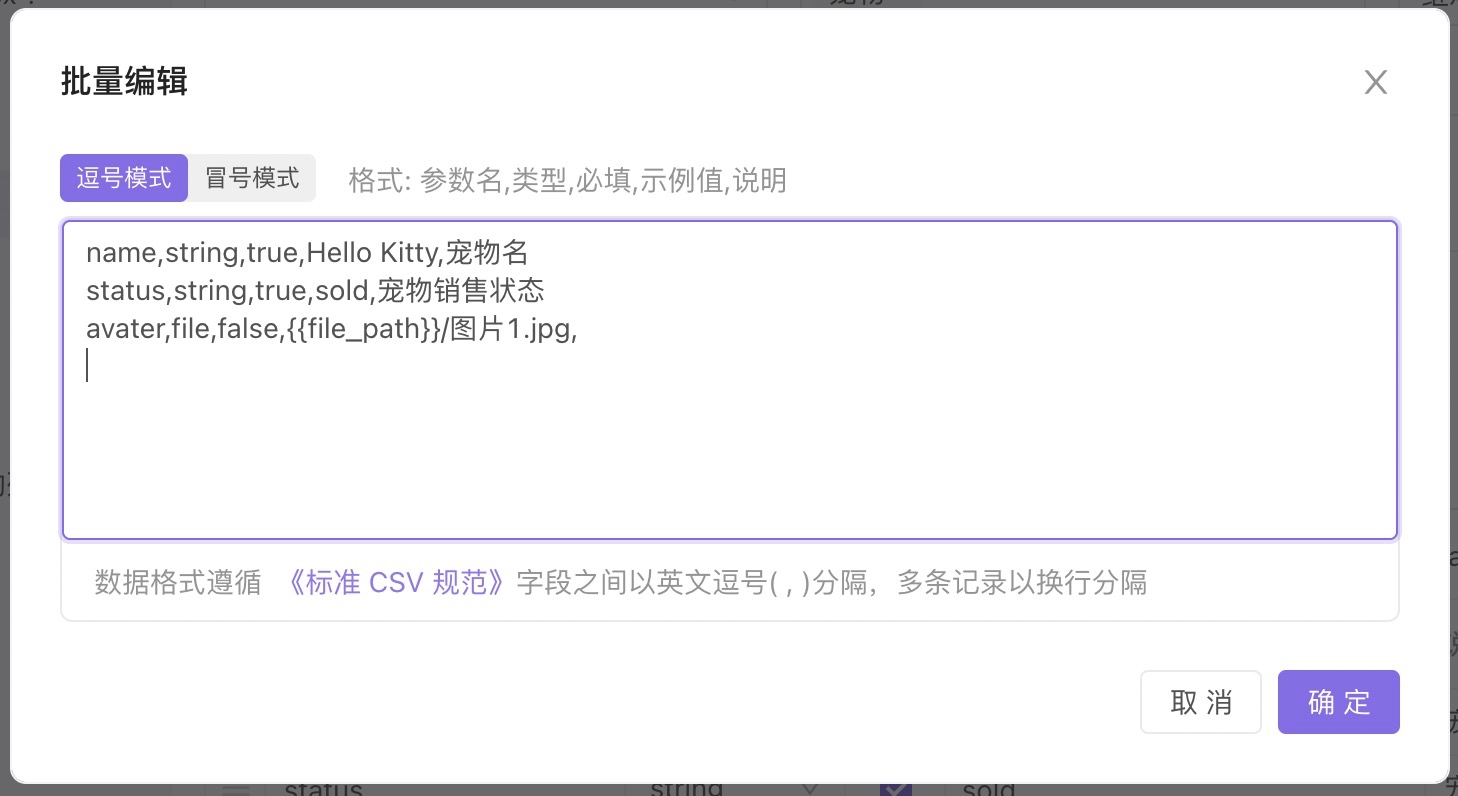 批量编辑
逗号模式 冒号模式 格式: 参数名,类型,必填,示例值,说明
name,string,true,Hello Kitty,宠物名
status,string,true,sold,宠物销售状态
avater,file,false,{{file_path}}/图片1.jpg,
数据格式遵循 《标准 CSV 规范》字段之间以英文逗号( , )分隔，多条记录以换行分隔
取 消 确 定
status string sold